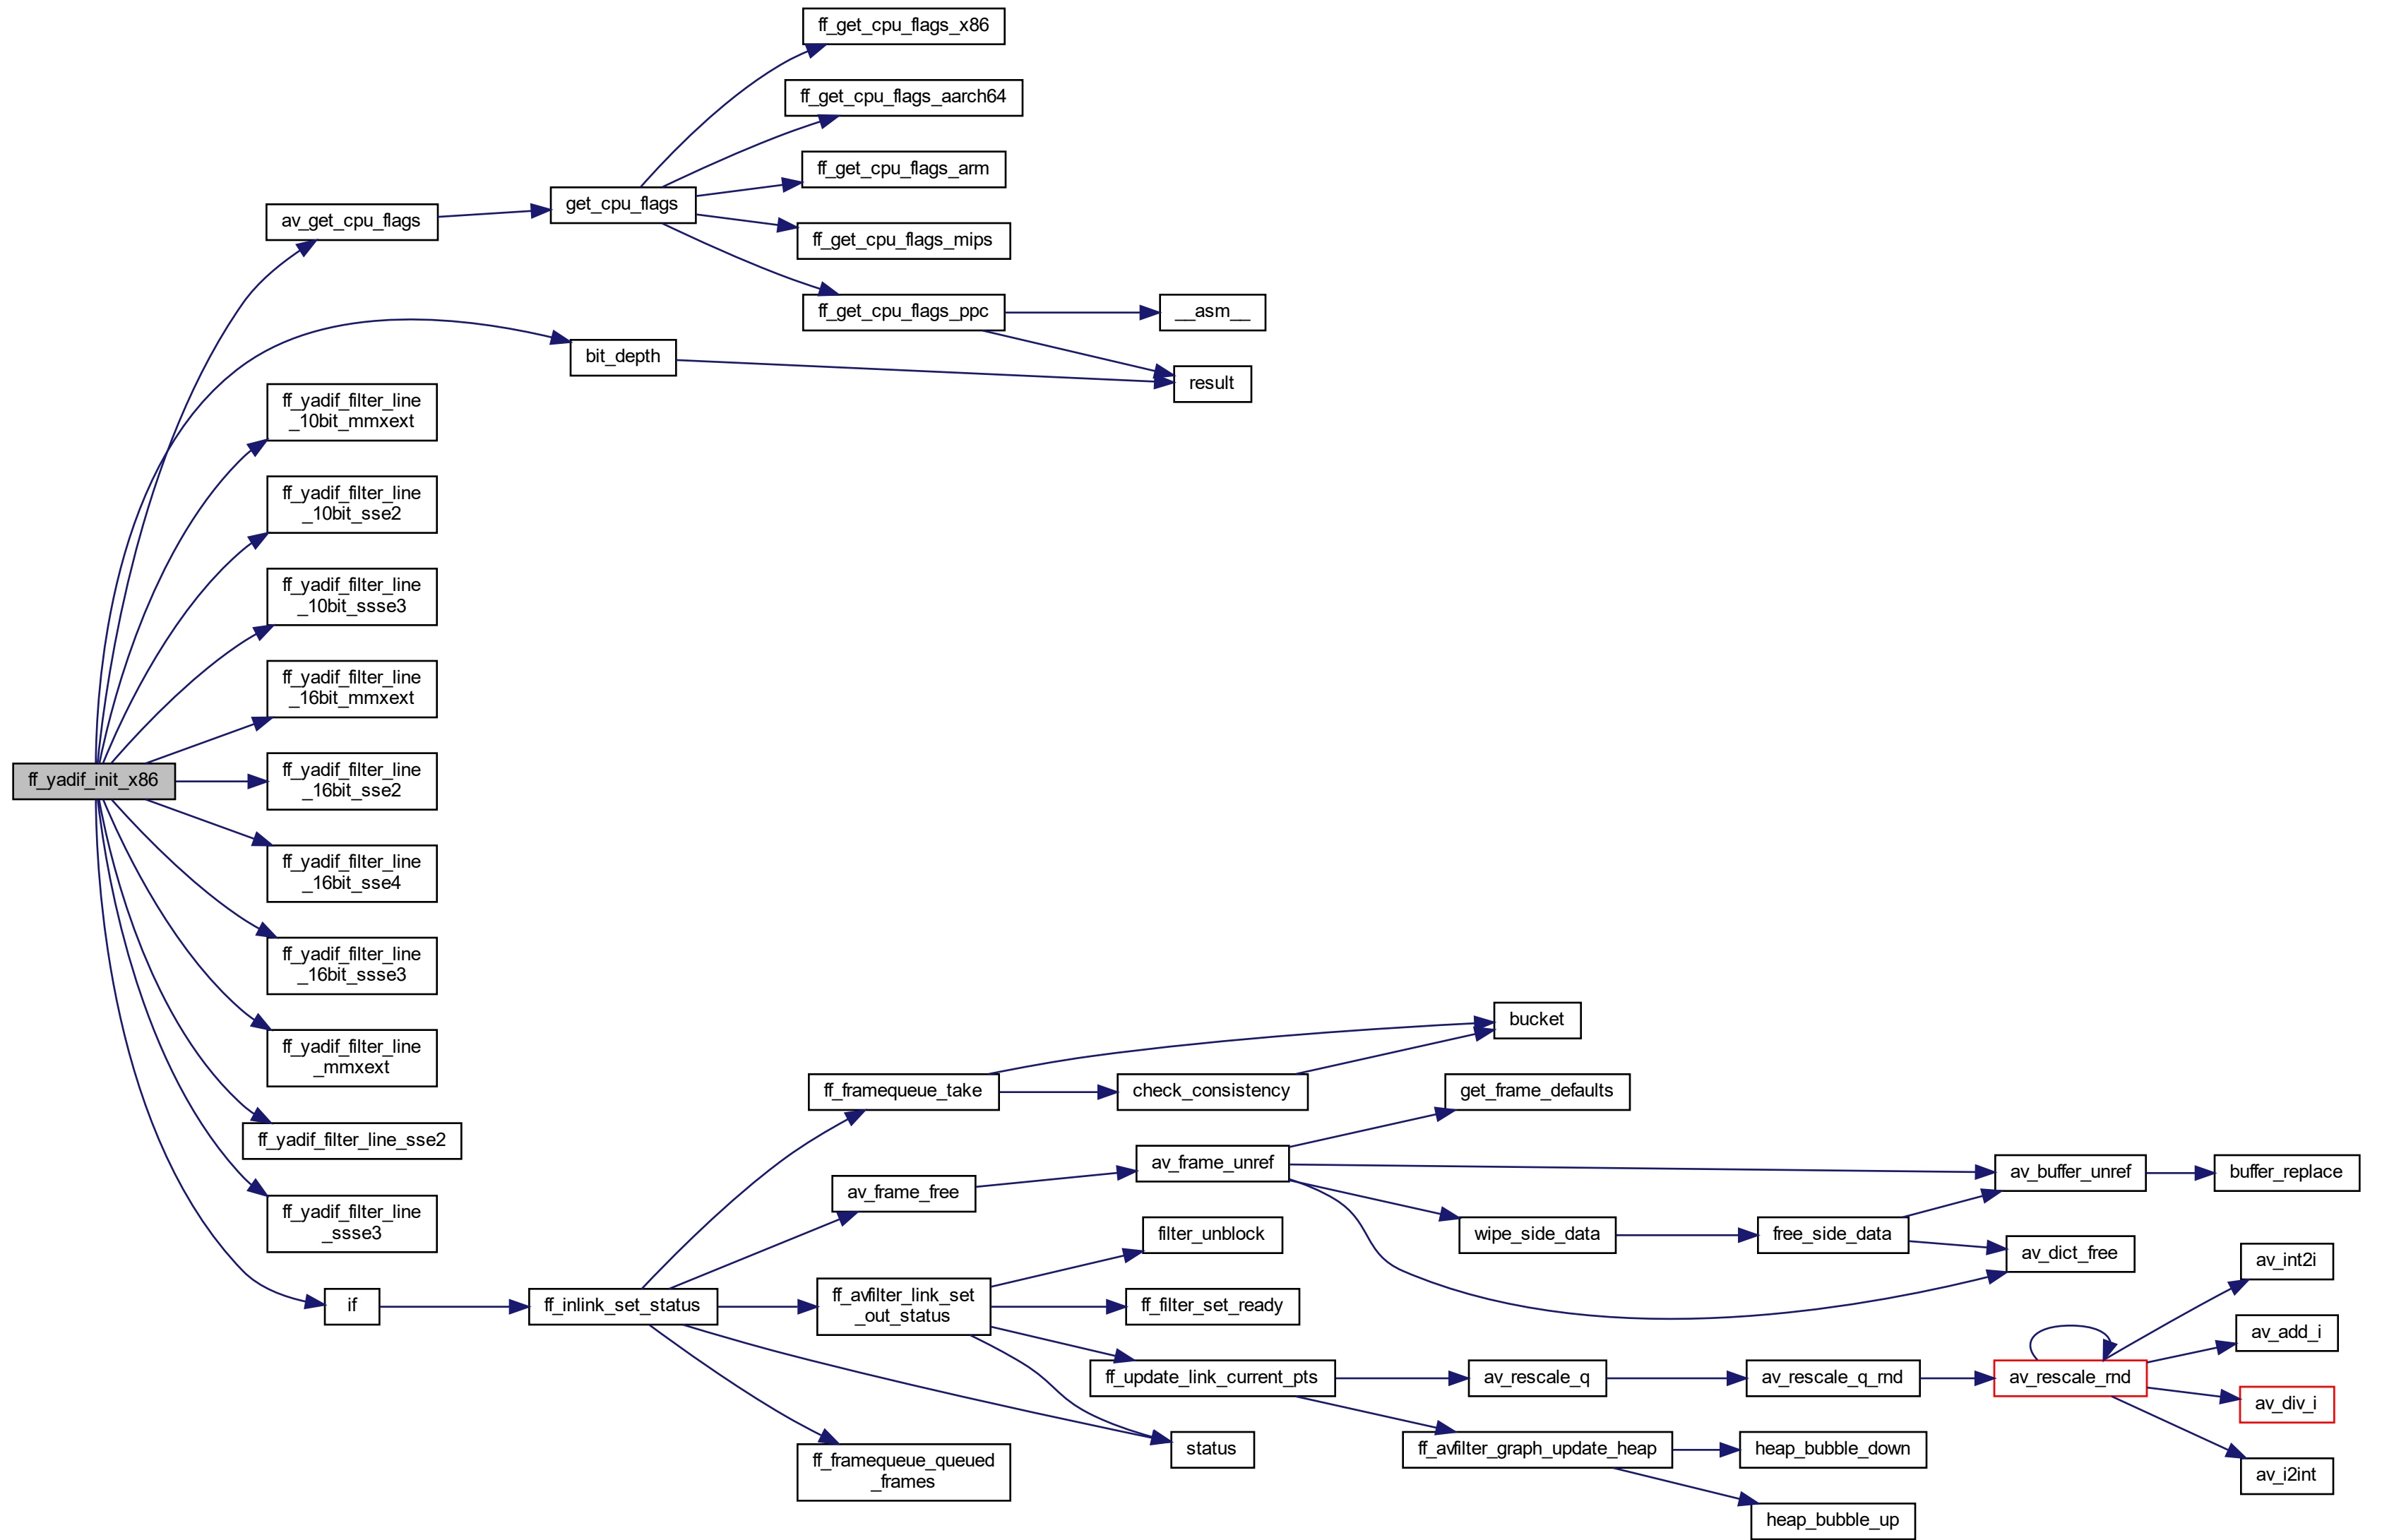 ff_get_cpu_flags_x86
ff_get_cpu_flags_aarch64
ff_get_cpu_flags_arm
av_get_cpu_flags
get_cpu_flags
ff_get_cpu_flags_mips
ff_get_cpu_flags_ppc
__asm__
bit_depth
result
ff_yadif_filter_line
_10bit_mmxext
ff_yadif_filter_line
_10bit_sse2
ff_yadif_filter_line
_10bit_ssse3
ff_yadif_filter_line
_16bit_mmxext
ff_yadif_init_x86
ff_yadif_filter_line
_16bit_sse2
ff_yadif_filter_line
_16bit_sse4
ff_yadif_filter_line
_16bit_ssse3
ff_yadif_filter_line
_mmxext
ff_yadif_filter_line_sse2
ff_yadif_filter_line
_ssse3
if
ff_inlink_set_status
ff_framequeue_take
check_consistency
bucket
av_frame_free
av_frame_unref
get_frame_defaults
wipe_side_data
free_side_data
av_buffer_unref
buffer_replace
av_dict_free
ff_avfilter_link_set
_out_status
filter_unblock
ff_filter_set_ready
ff_update_link_current_pts
status
ff_framequeue_queued
_frames
av_rescale_q
av_rescale_q_rnd
av_rescale_rnd
av_int2i
av_add_i
av_div_i
av_i2int
ff_avfilter_graph_update_heap
heap_bubble_down
heap_bubble_up